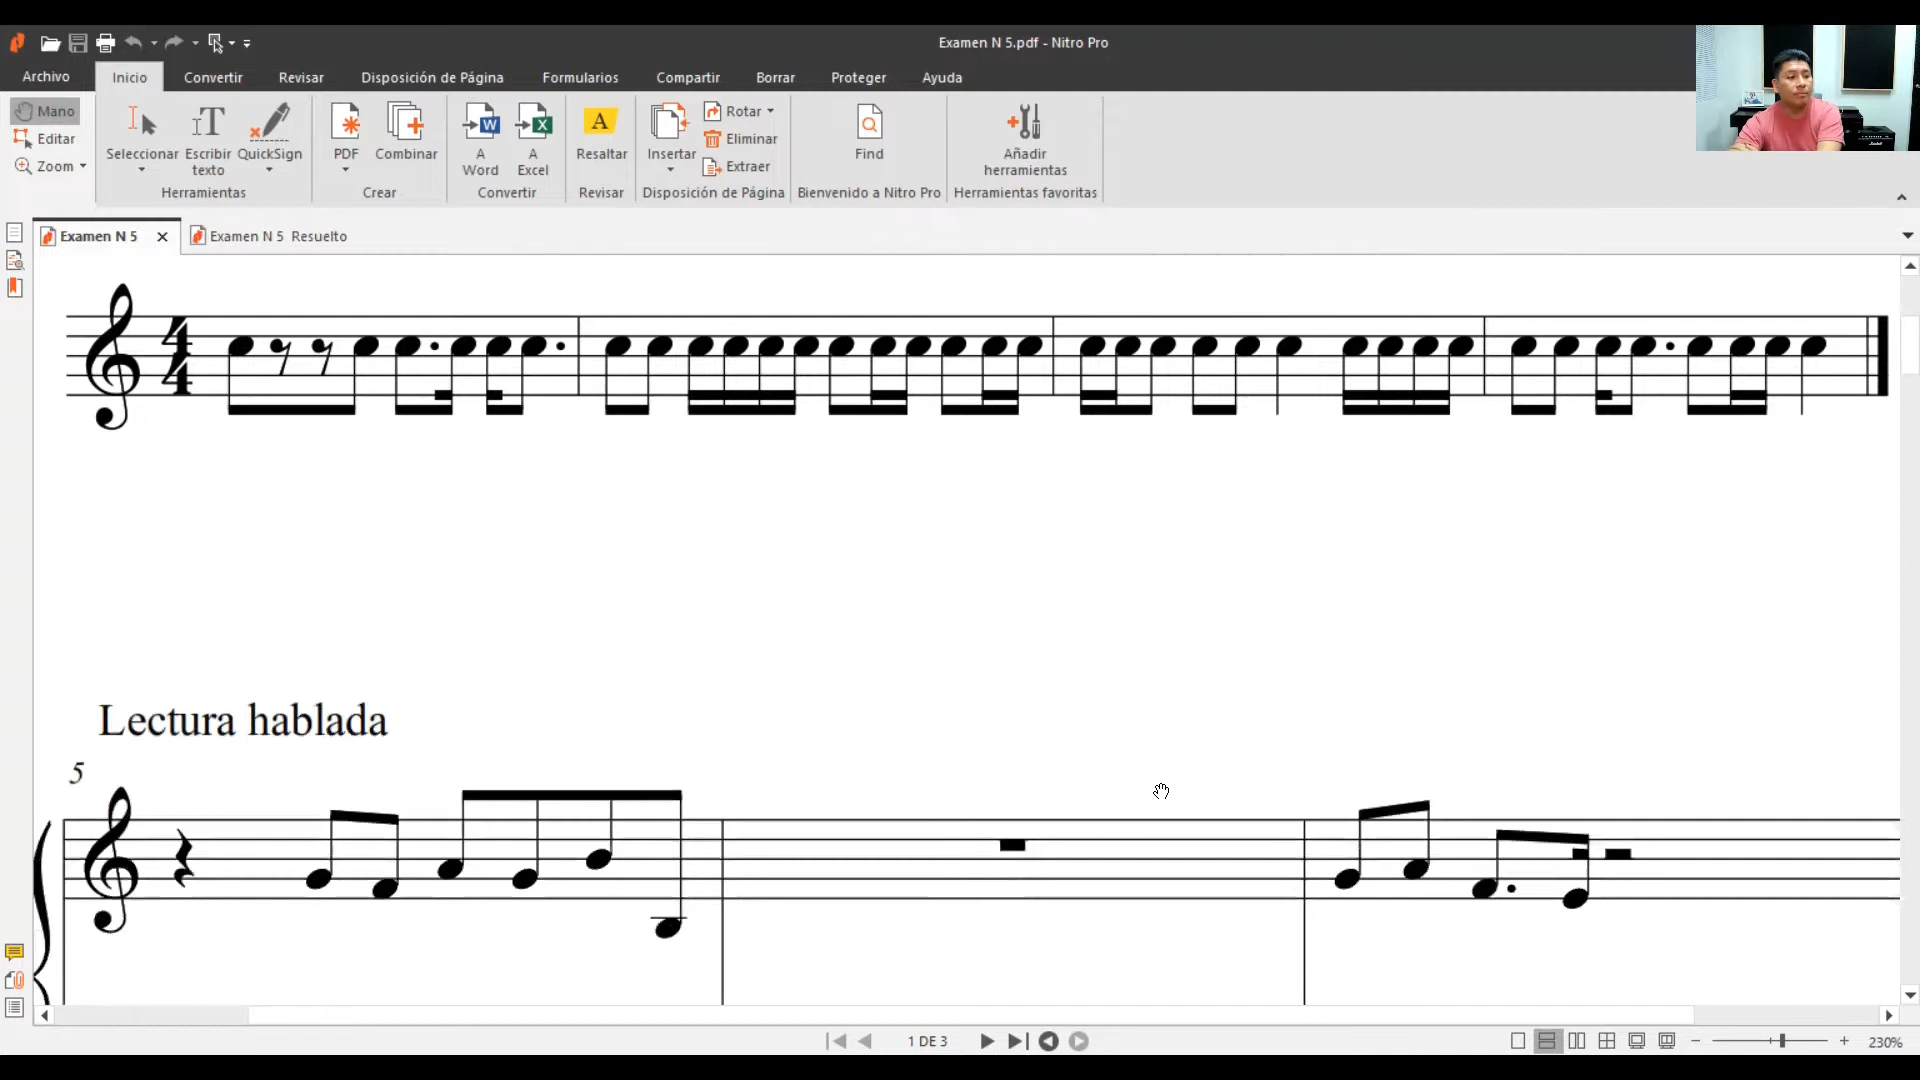 Examen N 5.pdf - Nitro Pro
Archivo Inicio Convertir Revisar Disposición de Página Formularios Compartir Borrar Proteger Ayuda
Mano
Editar
Zoom
Seleccionar
Escribir texto
QuickSign
Herramientas
PDF
Combinar
Crear
A Word
A Excel
Convertir
Resaltar
Revisar
Insertar
Rotar
Eliminar
Extraer
Disposición de Página
Find
Bienvenido a Nitro Pro
Añadir herramientas
Herramientas favoritas
Examen N 5
Examen N 5 Resuelto
4
4
Lectura hablada
5
1 DE 3
230%